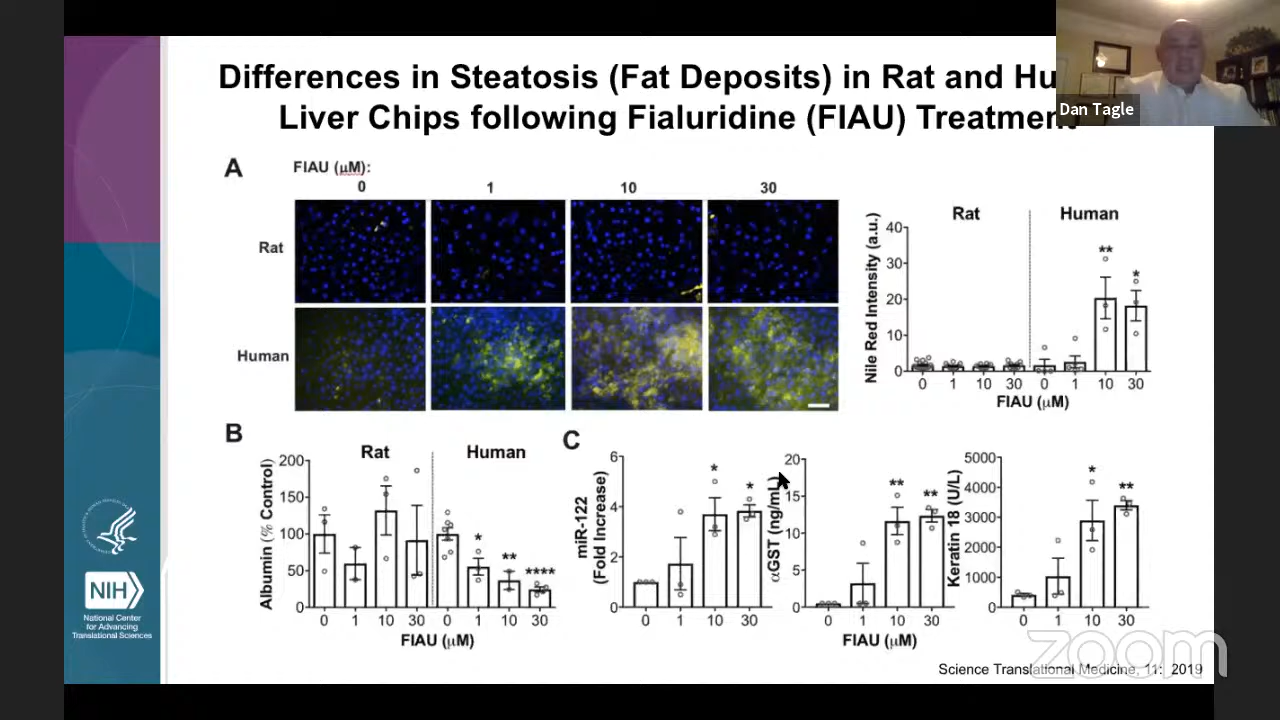 Differences in Steatosis (Fat Deposits) in Rat and Hu
Liver Chips following Fialuridine (FIAU) Treatment
Dan Tagle
A
FIAU (µM):
0
1
10
30
Rat
Human
Rat
Human
Nile Red Intensity (a.u.)
40
30
20
10
0
**
*
0 1 10 30 0 1 10 30
FIAU (µM)
B
Rat
Human
Albumin (% Control)
200
150
100
50
0
*
**
****
0 1 10 30 0 1 10 30
FIAU (µM)
C
miR-122
(Fold Increase)
6
4
2
0
*
*
0 1 10 30
αGST (ng/mL)
20
15
10
5
0
**
**
0 1 10 30
FIAU (µM)
Keratin 18 (U/L)
5000
4000
3000
2000
1000
0
*
**
0 1 10 30
NIH
National Center
for Advancing
Translational Sciences
zoom
Science Translational Medicine, 11: 2019